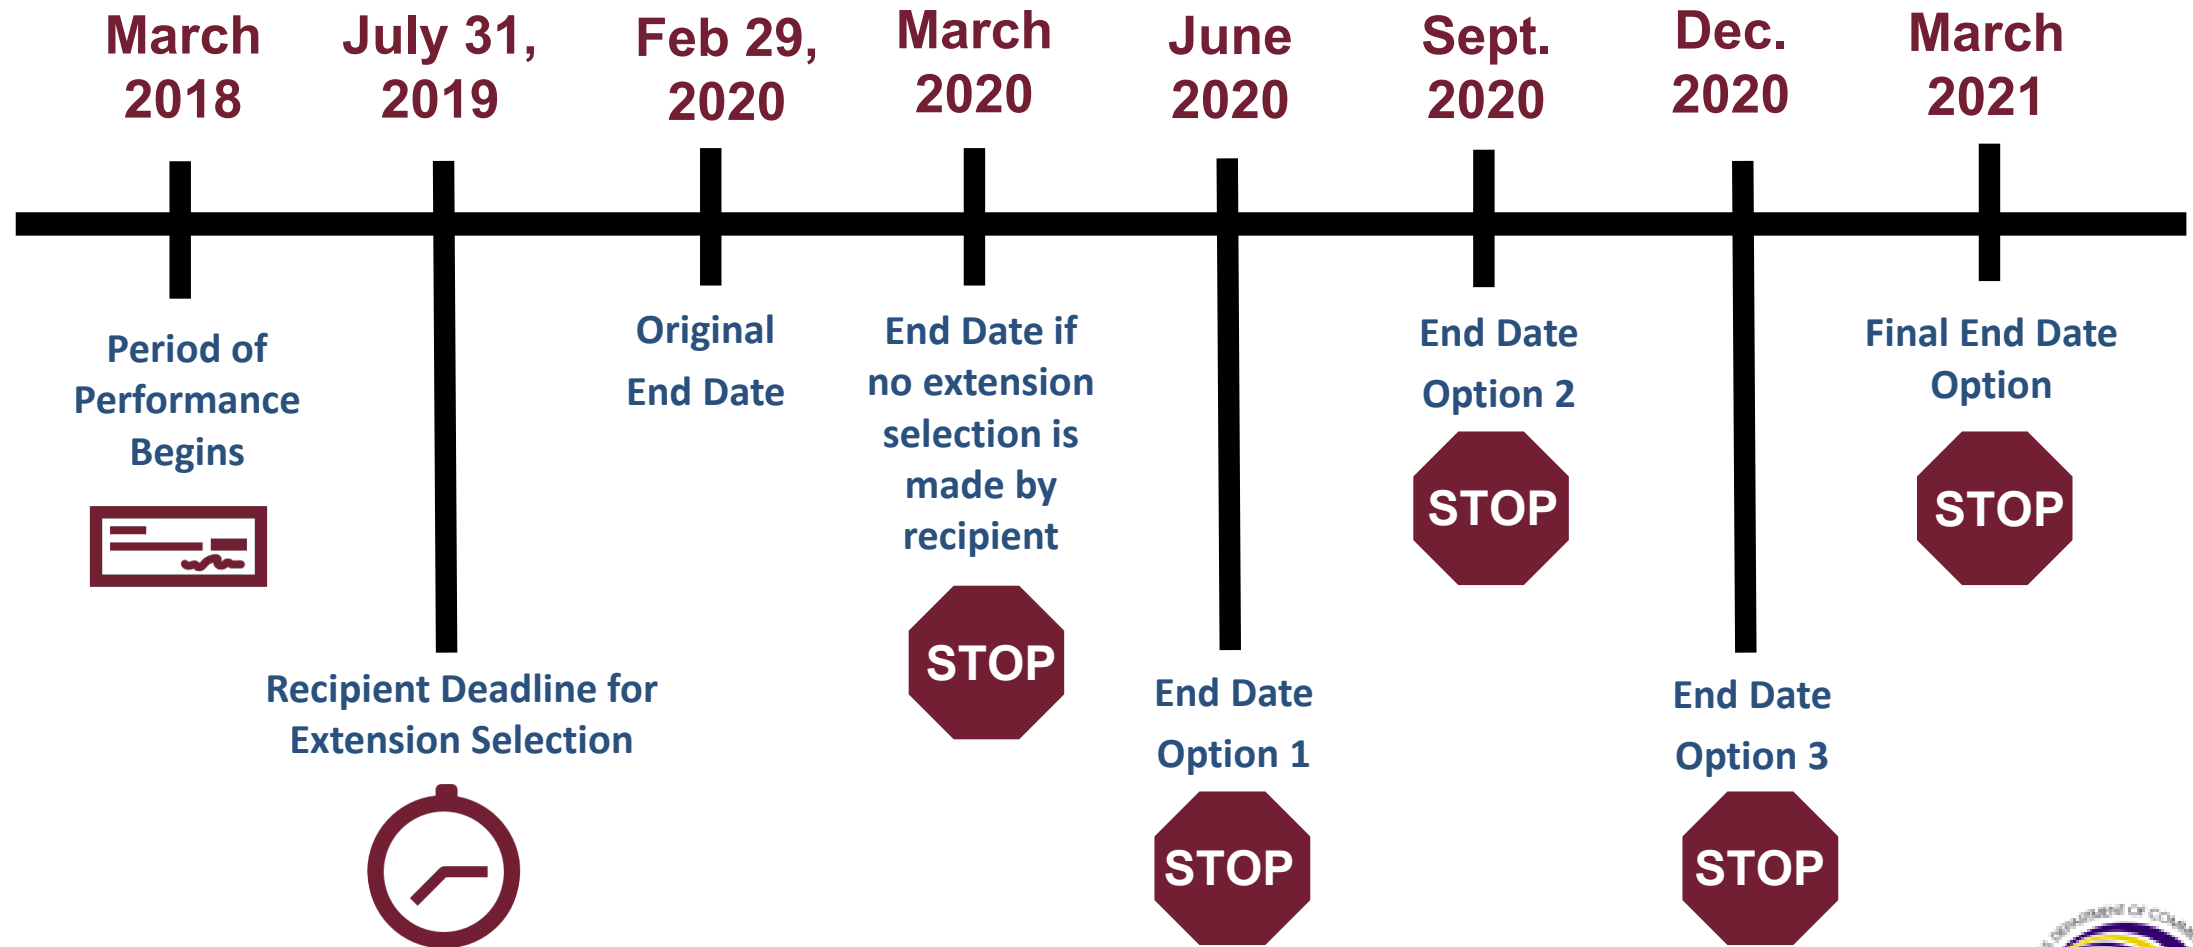 March
2018
July 31,
2019
Feb 29,
2020
March
2020
June
2020
Sept.
2020
Dec.
2020
March
2021
Period of
Performance
Begins
Recipient Deadline for
Extension Selection
Original
End Date
End Date if
no extension
selection is
made by
recipient
STOP
End Date
Option 1
STOP
End Date
Option 2
STOP
End Date
Option 3
STOP
Final End Date
Option
STOP
DEPARTMENT OF